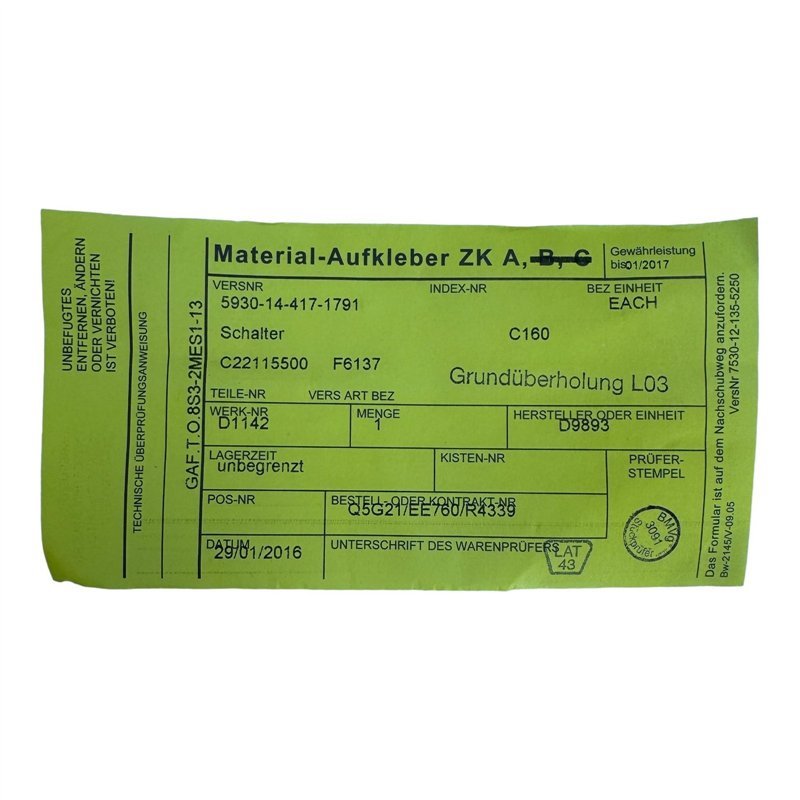 UNBEFUGTES
ENTFERNEN, ÄNDERN
ODER VERNICHTEN
IST VERBOTEN!
TECHNISCHE ÜBERPRÜFUNGSANWEISUNG
GAF.T.O.8S3-2MES1-13
Material-Aufkleber ZK A, B, C
Gewährleistung
bis 01/2017
VERSNR INDEX-NR BEZ EINHEIT
5930-14-417-1791 EACH
Schalter C160
C22115500 F6137
Grundüberholung L03
TEILE-NR VERS ART BEZ
WERK-NR MENGE HERSTELLER ODER EINHEIT
D1142 1 D9893
LAGERZEIT KISTEN-NR PRÜFER-
unbegrenzt STEMPEL
POS-NR BESTELL- ODER KONTRAKT-NR
Q5G21/EE760/R4339
DATUM UNTERSCHRIFT DES WARENPRÜFERS
29/01/2016
LAT
43
BMVg
3091
Stückprüfer
Das Formular ist auf dem Nachschubweg anzufordern.
Bw-2145/V-09.05 VersNr 7530-12-135-5250